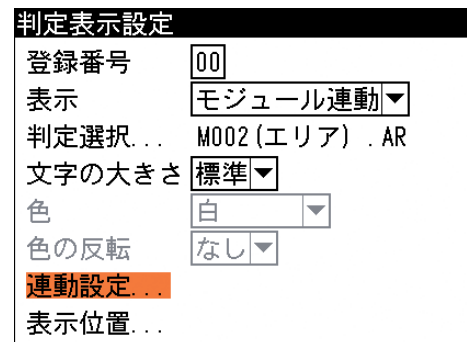 判定表示設定
登録番号 00
表示 モジュール連動▼
判定選択... M002(エリア) .AR
文字の大きさ 標準▼
色 白 ▼
色の反転 なし▼
連動設定...
表示位置...